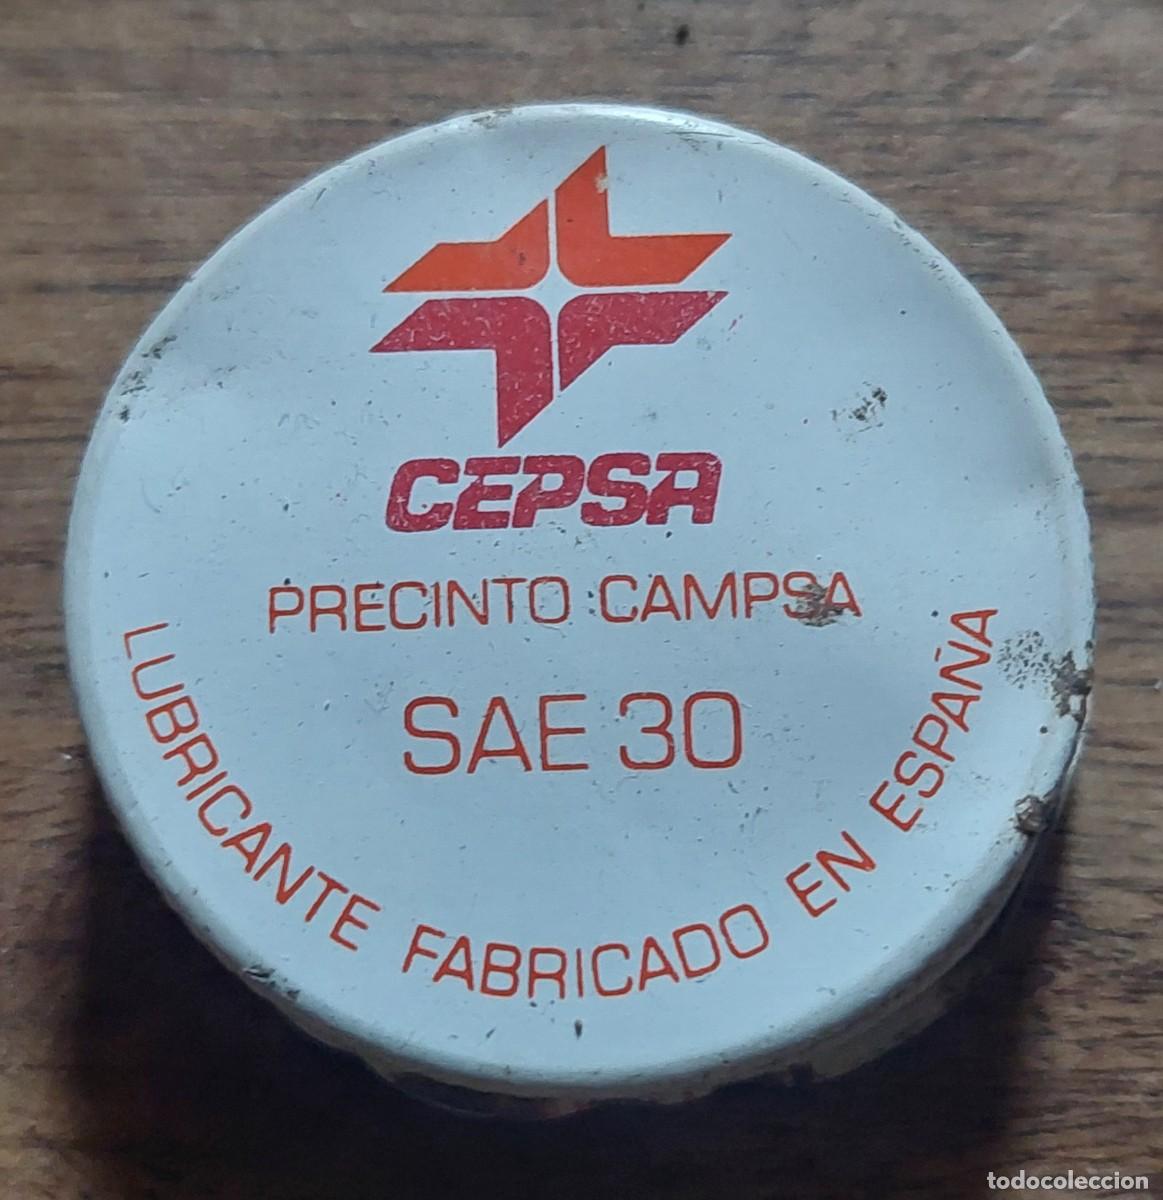 CEPSA
PRECINTO CAMPSA
SAE 30
LUBRICANTE FABRICADO EN ESPAÑA
todocoleccion